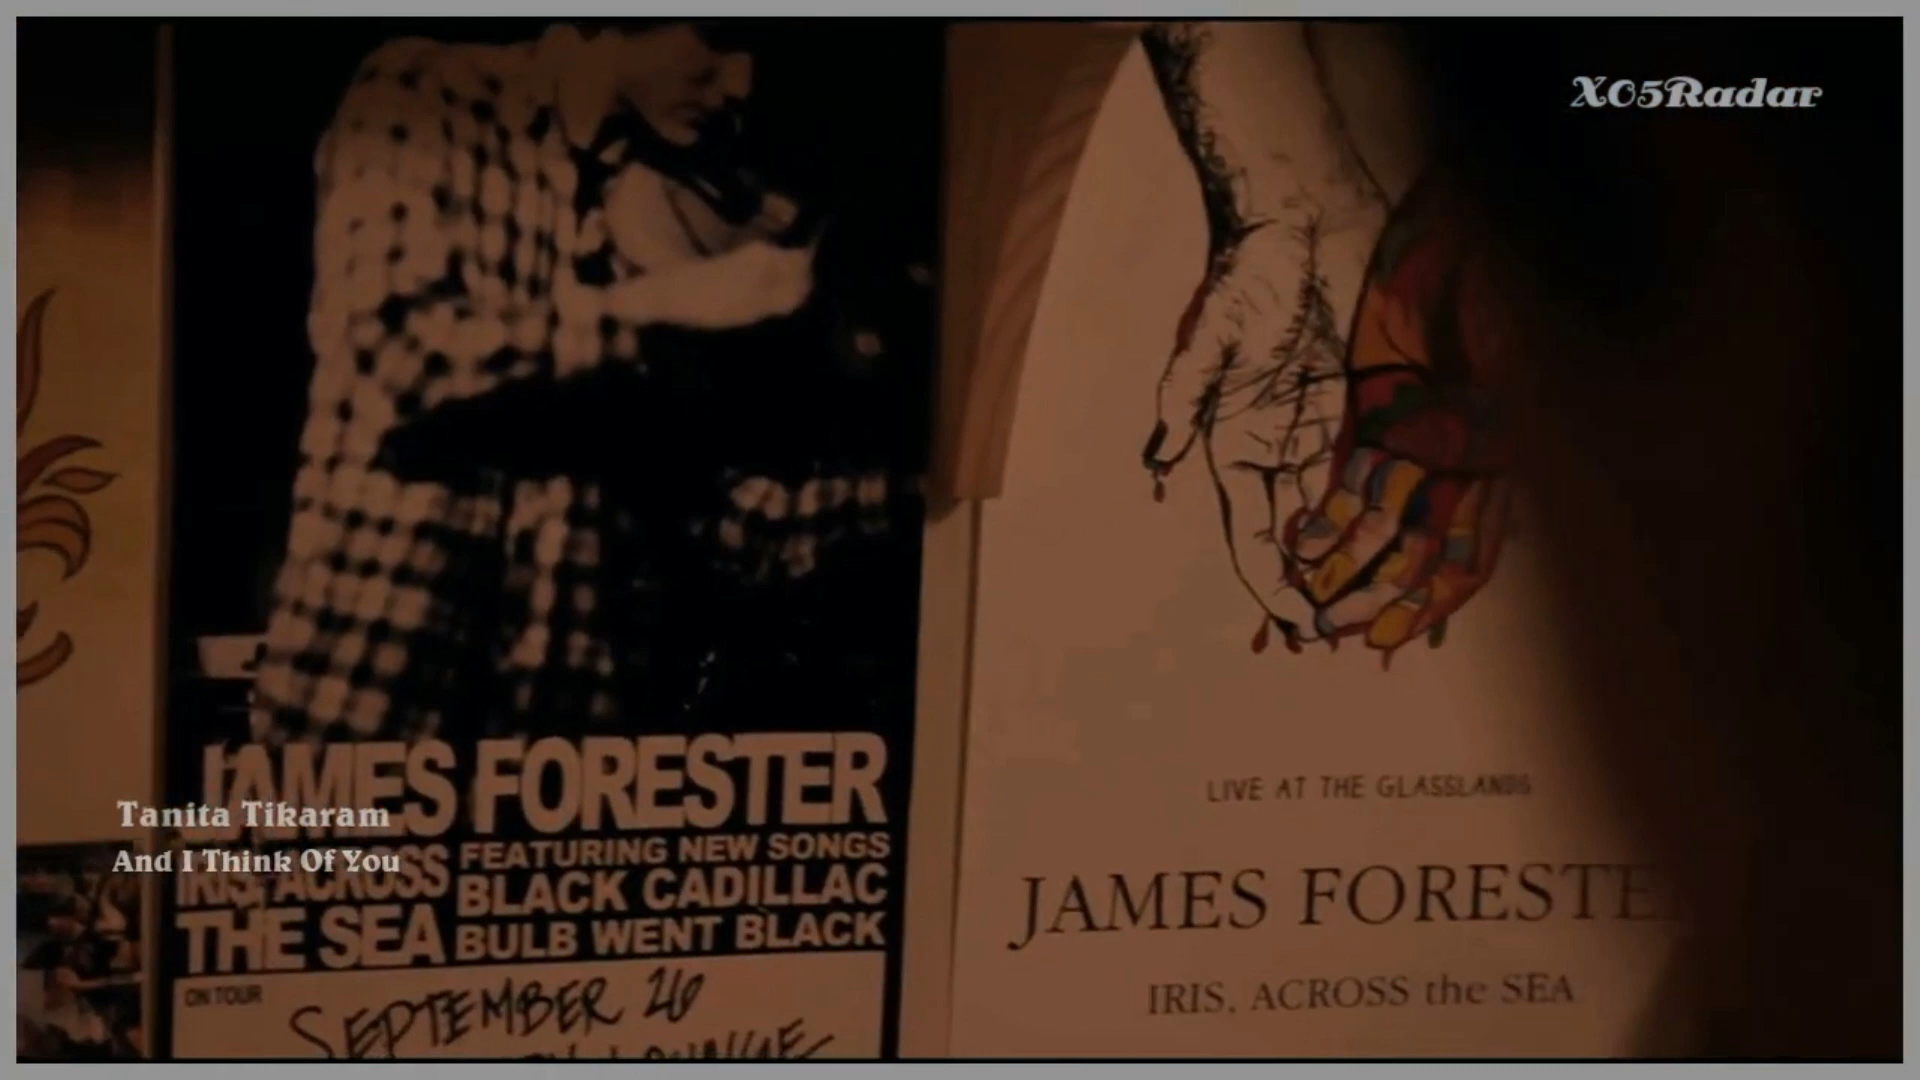 X05Radar
JAMES FORESTER
Tanita Tikaram
And I Think Of You
IRIS, ACROSS
THE SEA
FEATURING NEW SONGS
BLACK CADILLAC
BULB WENT BLACK
ON TOUR
SEPTEMBER 26
LIVE AT THE GLASSLANDS
JAMES FORESTE
IRIS, ACROSS the SEA